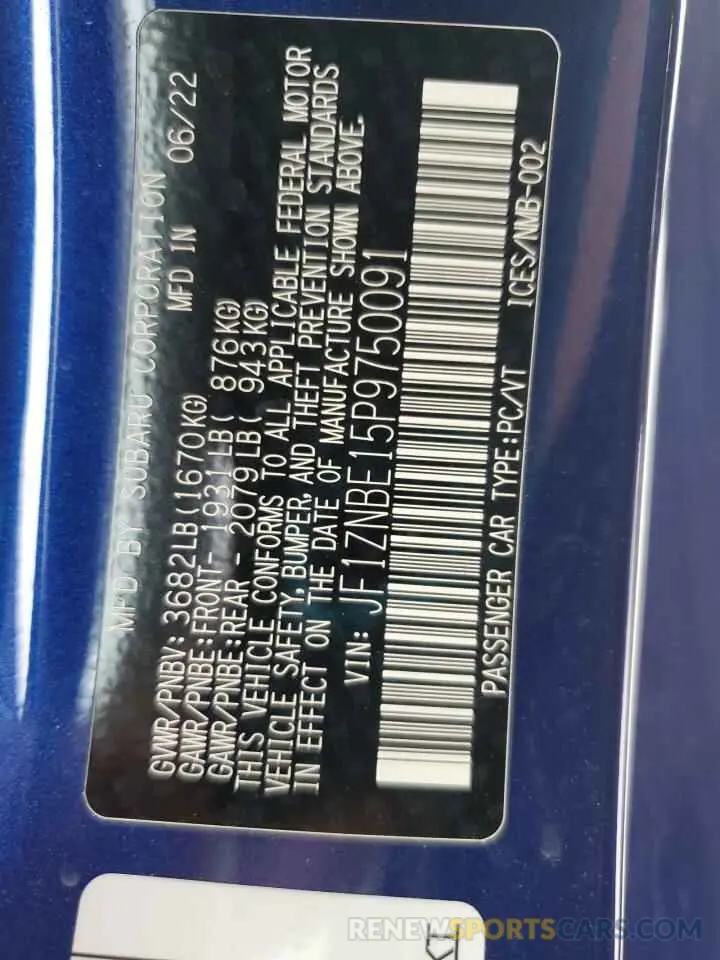 MFD BY SUBARU CORPORATION
MFD IN 06/22
GVWR/PNBV: 3682LB(1670KG)
GAWR/PNBE:FRONT- 1931LB( 876KG)
GAWR/PNBE:REAR - 2079LB( 943KG)
THIS VEHICLE CONFORMS TO ALL APPLICABLE FEDERAL MOTOR
VEHICLE SAFETY, BUMPER, AND THEFT PREVENTION STANDARDS
IN EFFECT ON THE DATE OF MANUFACTURE SHOWN ABOVE.
VIN: JF1ZNBE15P9750091
PASSENGER CAR TYPE:PC/VT ICES/NMB-002
RENEWSPORTSCARS.COM